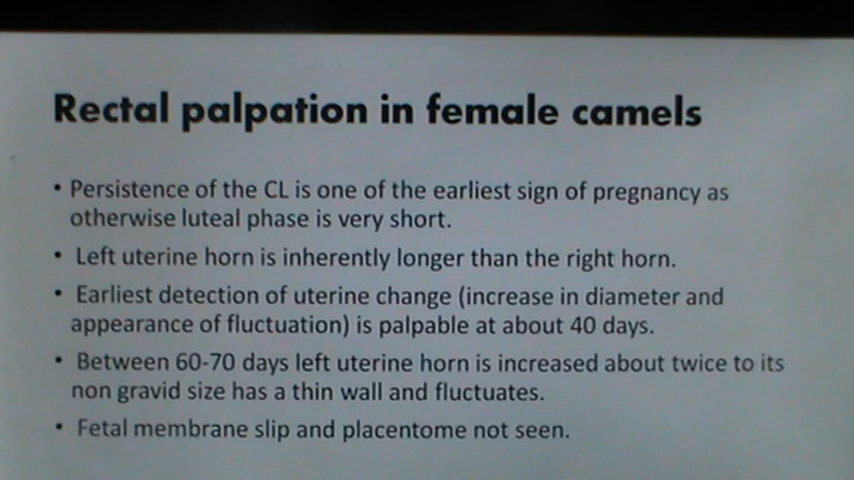 Rectal palpation in female camels
• Persistence of the CL is one of the earliest sign of pregnancy as
otherwise luteal phase is very short.
• Left uterine horn is inherently longer than the right horn.
• Earliest detection of uterine change (increase in diameter and
appearance of fluctuation) is palpable at about 40 days.
• Between 60-70 days left uterine horn is increased about twice to its
non gravid size has a thin wall and fluctuates.
• Fetal membrane slip and placentome not seen.